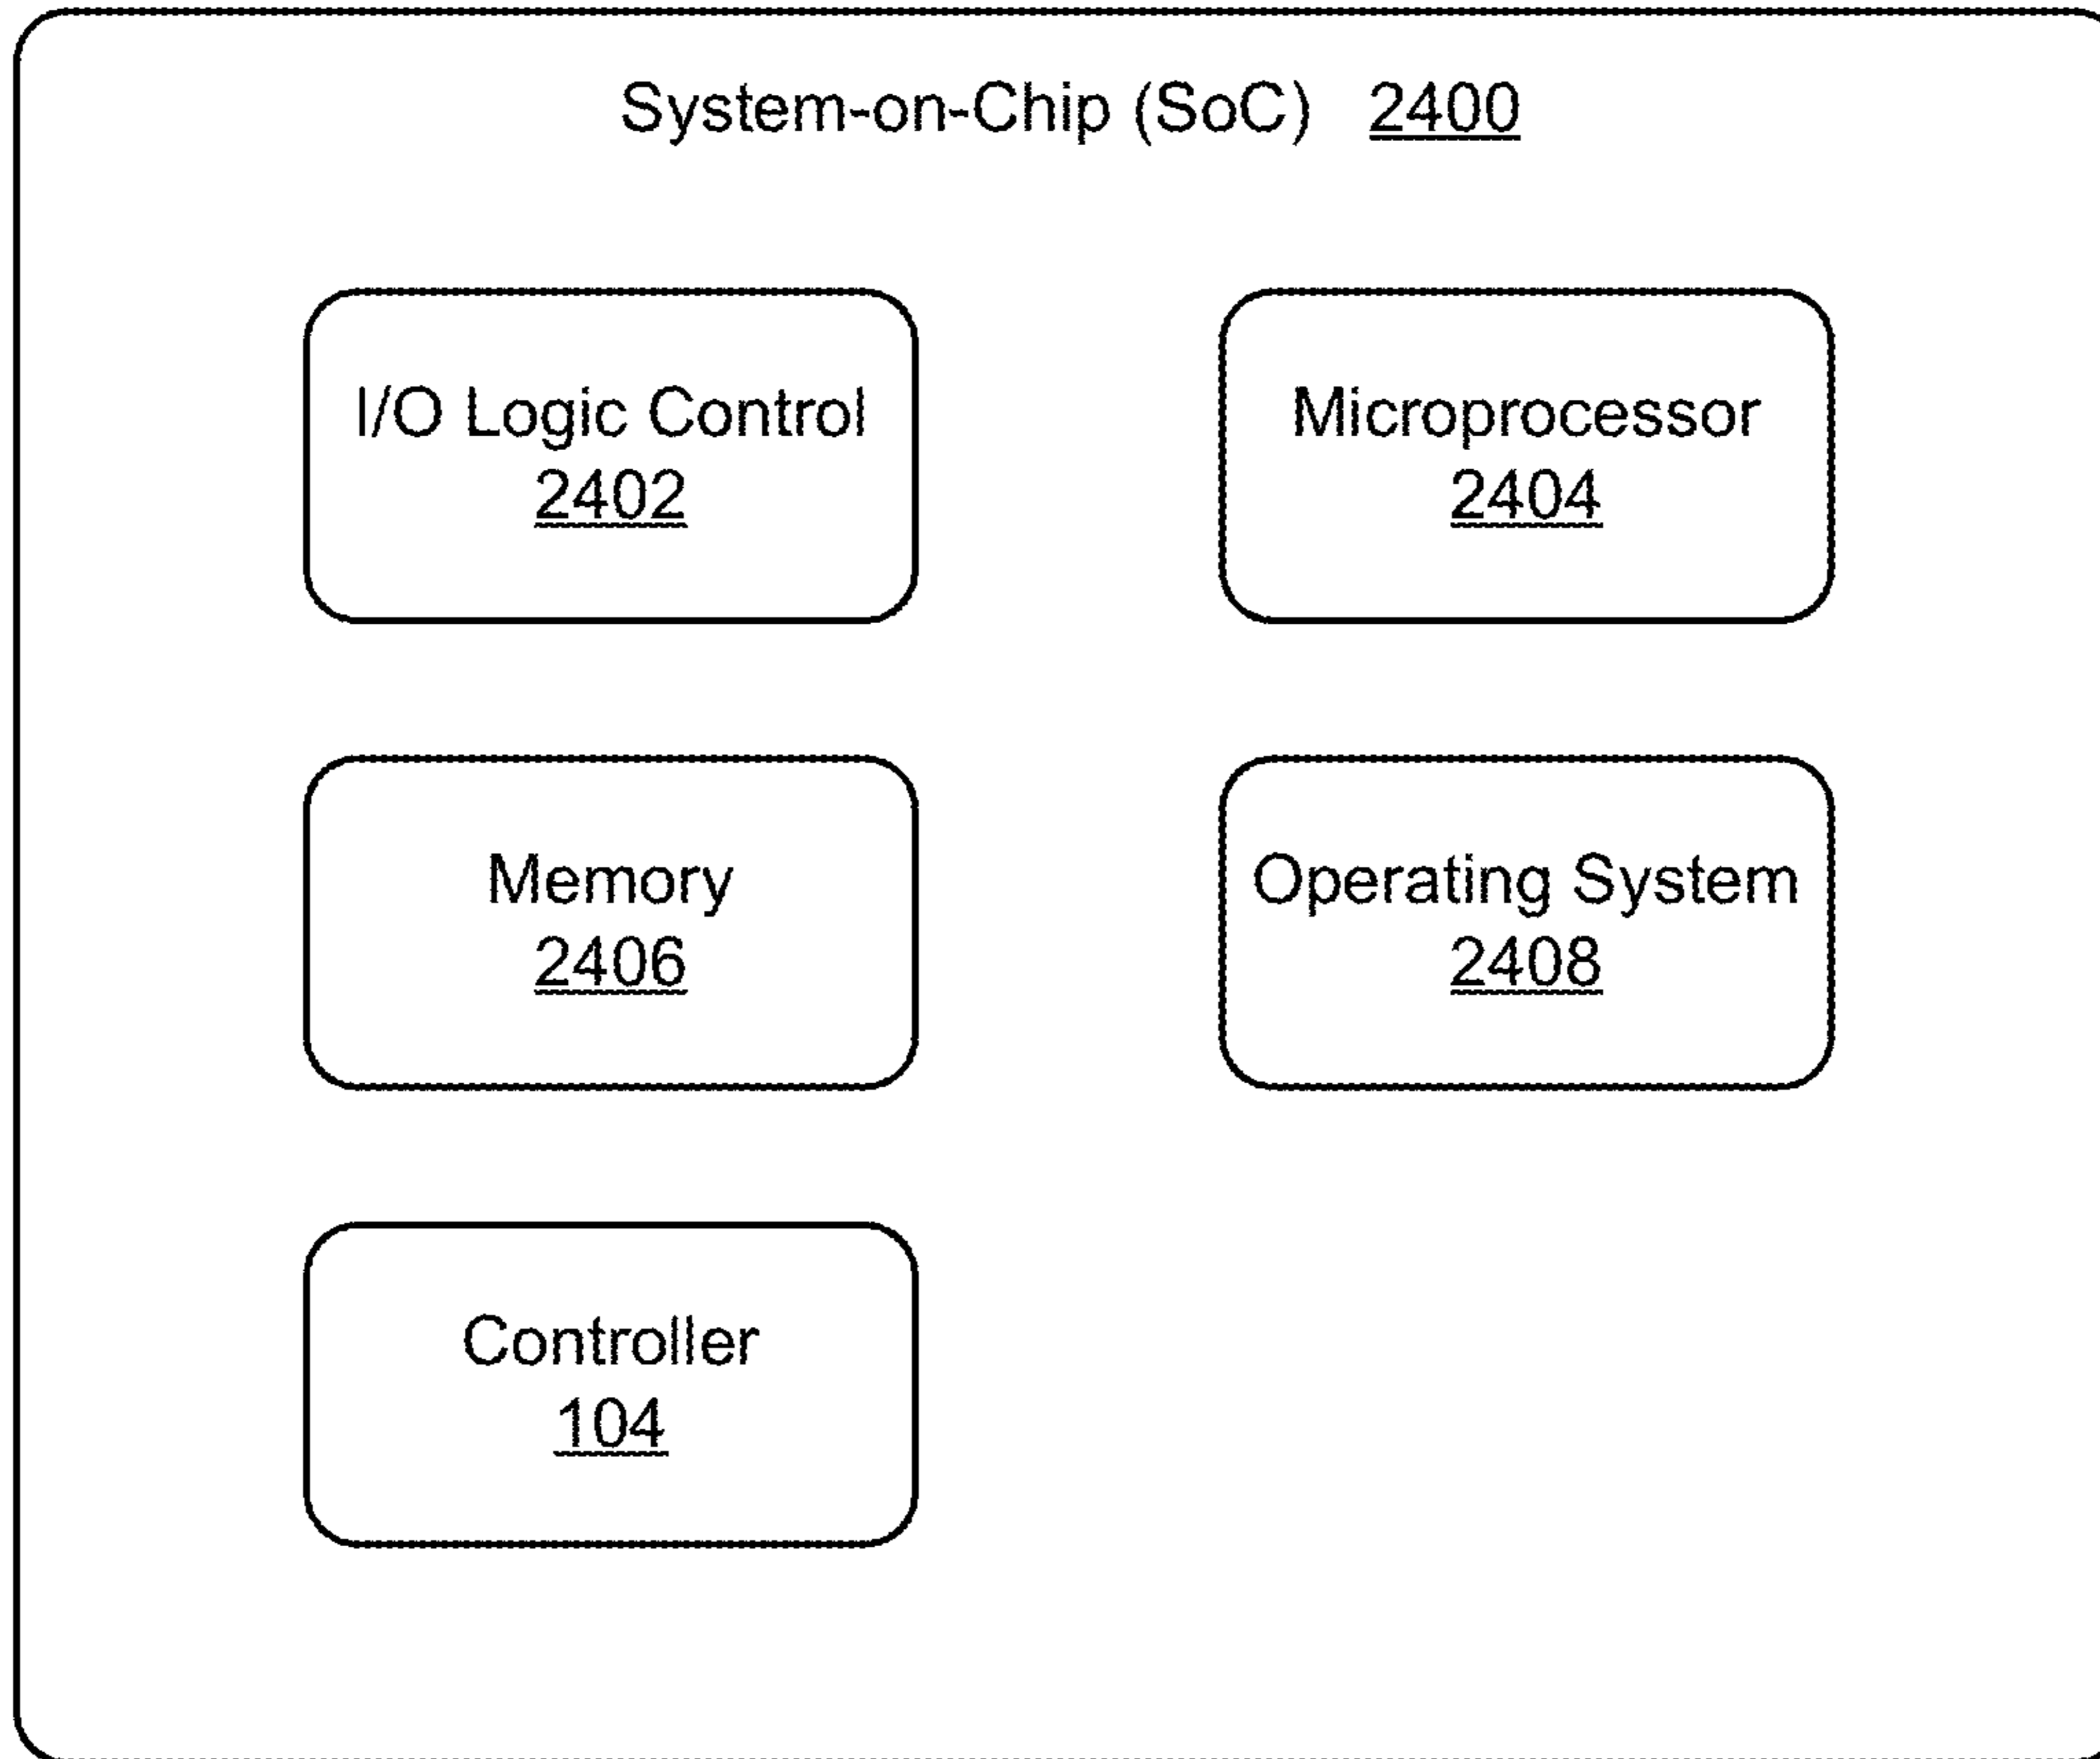 System-on-Chip (SoC) 2400
I/O Logic Control
2402
Microprocessor
2404
Memory
2406
Operating System
2408
Controller
104